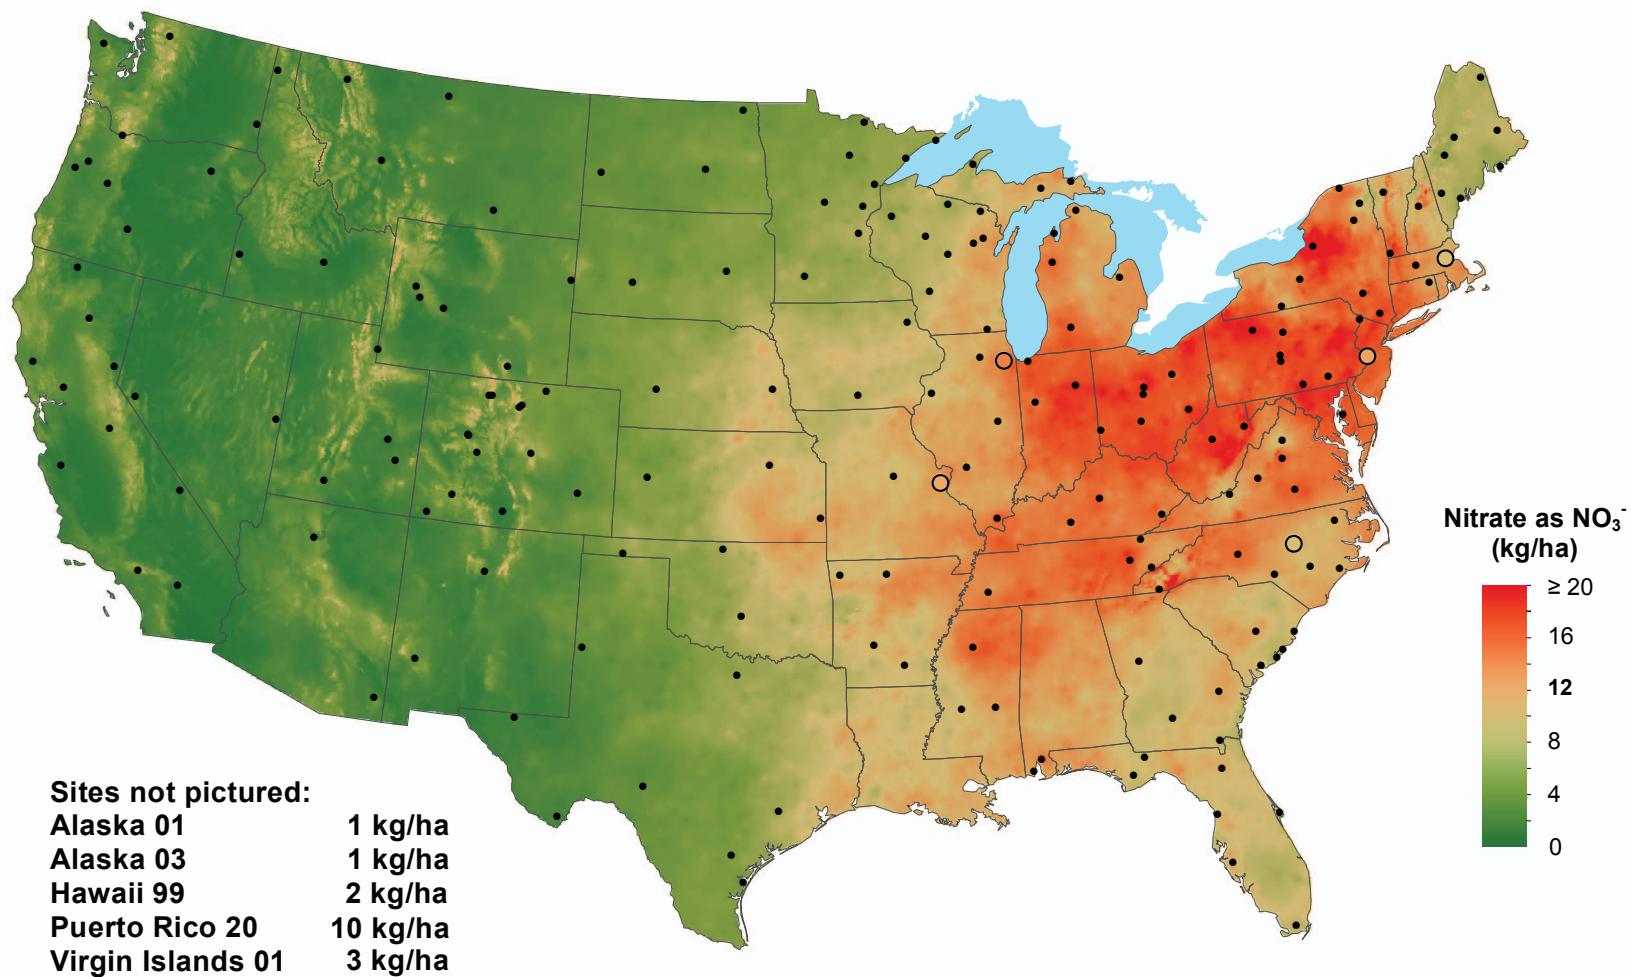 Nitrate as NO₃⁻
(kg/ha)
≥ 20
16
12
8
4
0
Sites not pictured:
Alaska 01 1 kg/ha
Alaska 03 1 kg/ha
Hawaii 99 2 kg/ha
Puerto Rico 20 10 kg/ha
Virgin Islands 01 3 kg/ha